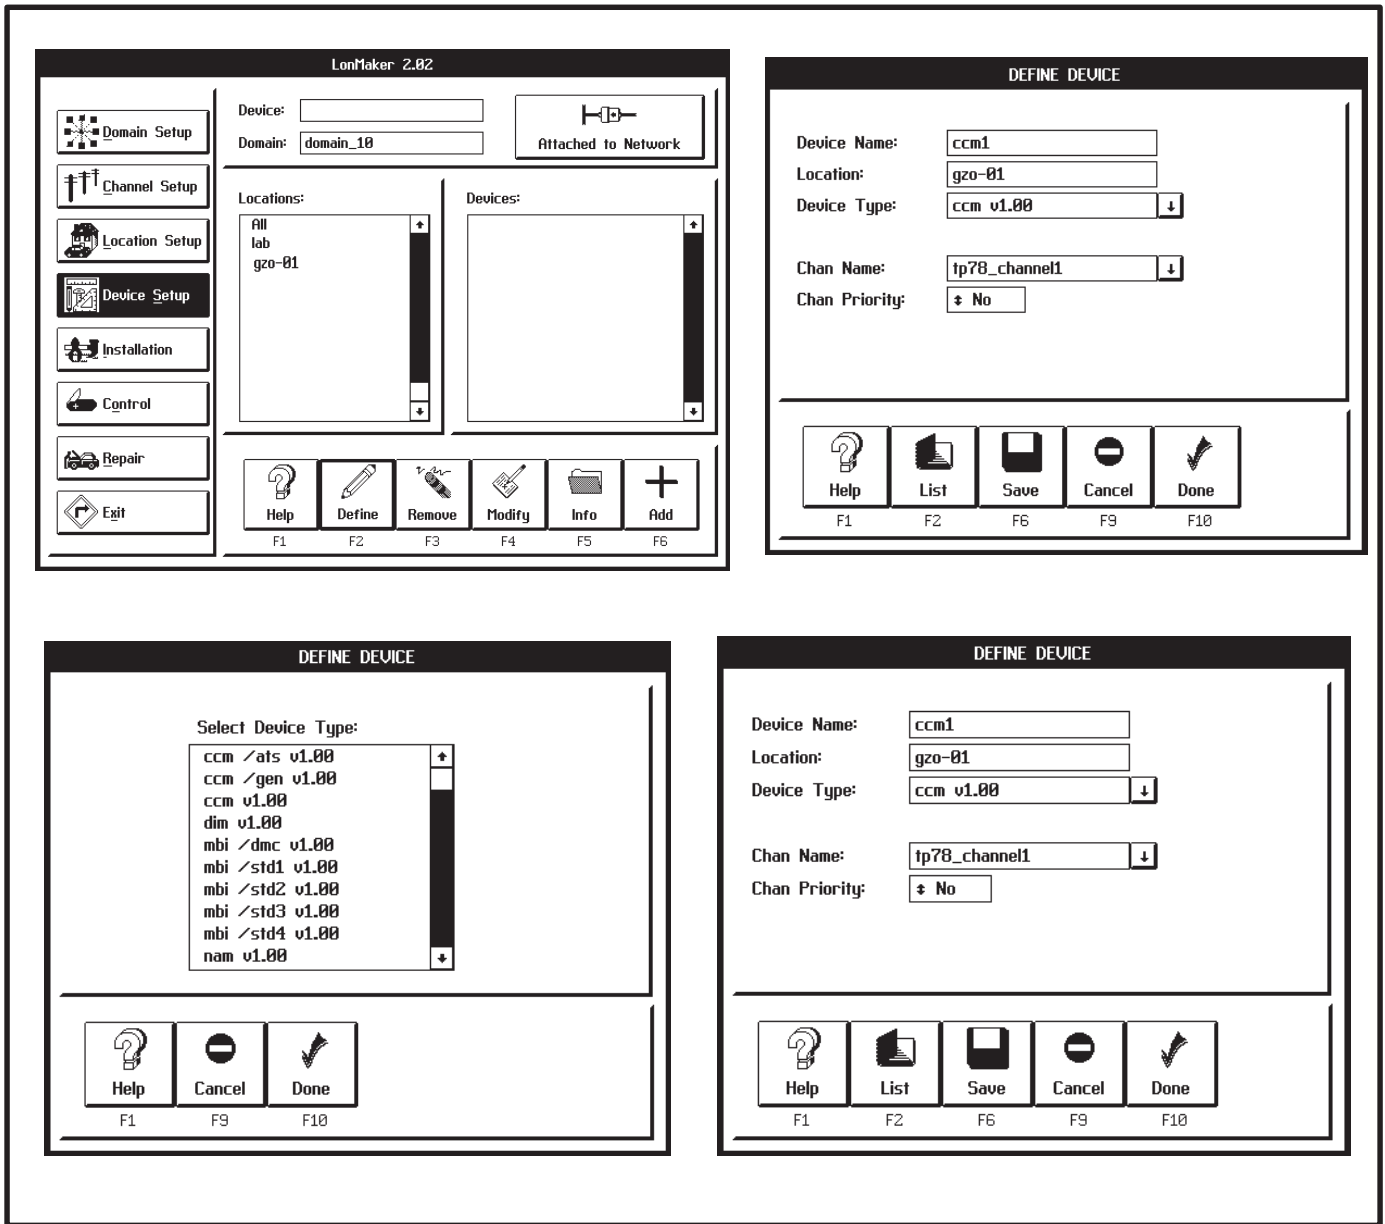 LonMaker 2.02
Domain Setup
Channel Setup
Location Setup
Device Setup
Installation
Control
Repair
Exit
Device:
Domain: domain_10
Attached to Network
Locations:
All
lab
gzo-01
Devices:
Help Define Remove Modify Info Add
F1 F2 F3 F4 F5 F6
DEFINE DEVICE
Device Name: ccm1
Location: gzo-01
Device Type: ccm v1.00
Chan Name: tp78_channel1
Chan Priority: No
Help List Save Cancel Done
F1 F2 F6 F9 F10
DEFINE DEVICE
Select Device Type:
ccm /ats v1.00
ccm /gen v1.00
ccm v1.00
dim v1.00
mbi /dmc v1.00
mbi /std1 v1.00
mbi /std2 v1.00
mbi /std3 v1.00
mbi /std4 v1.00
nam v1.00
Help Cancel Done
F1 F9 F10
DEFINE DEVICE
Device Name: ccm1
Location: gzo-01
Device Type: ccm v1.00
Chan Name: tp78_channel1
Chan Priority: No
Help List Save Cancel Done
F1 F2 F6 F9 F10